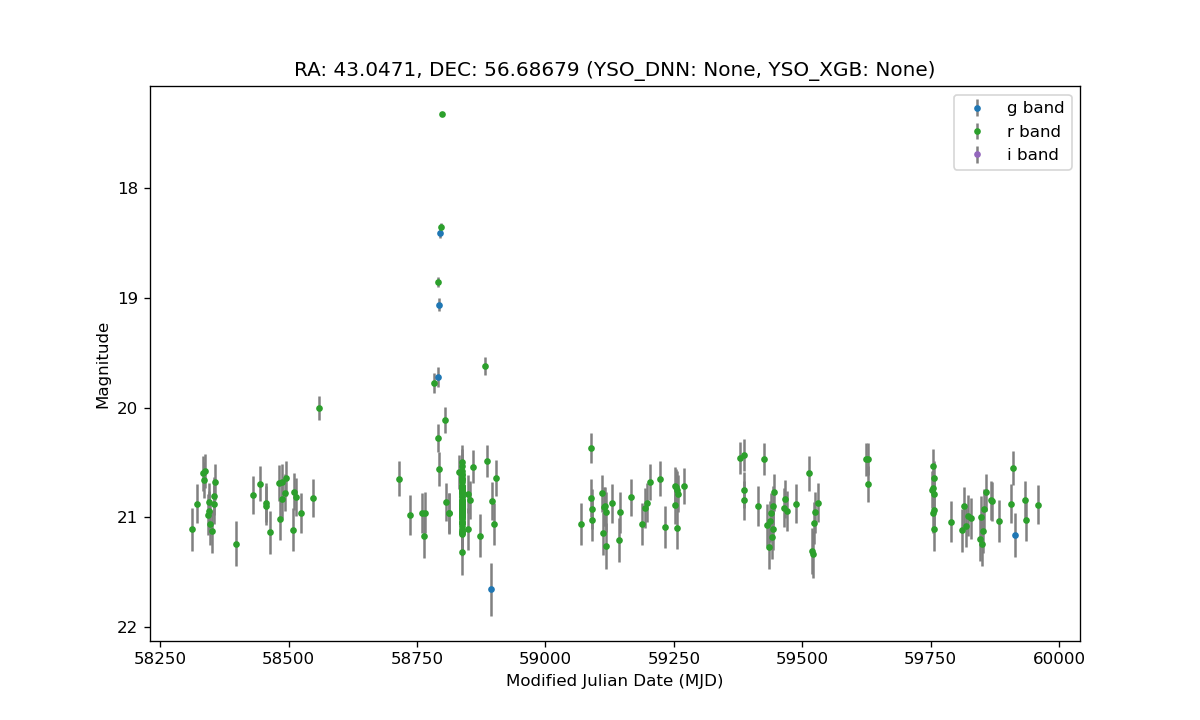 RA: 43.0471, DEC: 56.68679 (YSO_DNN: None, YSO_XGB: None)
g band
r band
i band
Magnitude
18
19
20
21
22
58250 58500 58750 59000 59250 59500 59750 60000
Modified Julian Date (MJD)